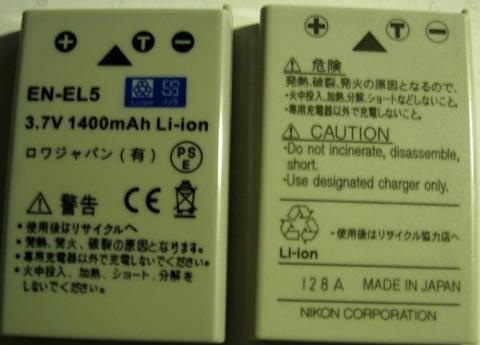 + T -
EN-EL5
Li-ion JJS
3.7V 1400mAh Li-ion
ロワジャパン(有)
PS
E
警告 CE
・使用後はリサイクルへ
・発熱、発火、破裂の原因となります。
・専用充電器以外で充電しないでください。
・火中投入、加熱、ショート、分解を
しないでください。
+ T -
危険
発熱、破裂、発火の原因となるので、
・火中投入、加熱、分解、ショートなどしないこと。
・専用充電器以外で充電しないこと。
CAUTION
・Do not incinerate, disassemble,
short.
・Use designated charger only.
・使用後はリサイクル協力店へ
Li-ion
128A MADE IN JAPAN
NIKON CORPORATION